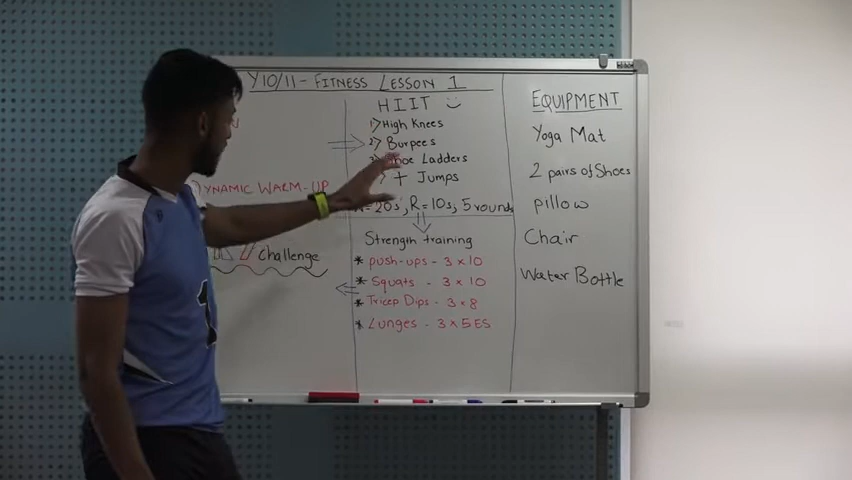 Y10/11 - FITNESS LESSON 1
DYNAMIC WARM-UP
Challenge
HIIT
1) High Knees
2) Burpees
Shoe Ladders
+ Jumps
= 20s, R=10s, 5 rounds
Strength training
* push-ups - 3 x 10
* Squats - 3 x 10
* Tricep Dips - 3 x 8
* Lunges - 3 x 5 ES
EQUIPMENT
Yoga Mat
2 pairs of Shoes
pillow
Chair
Water Bottle